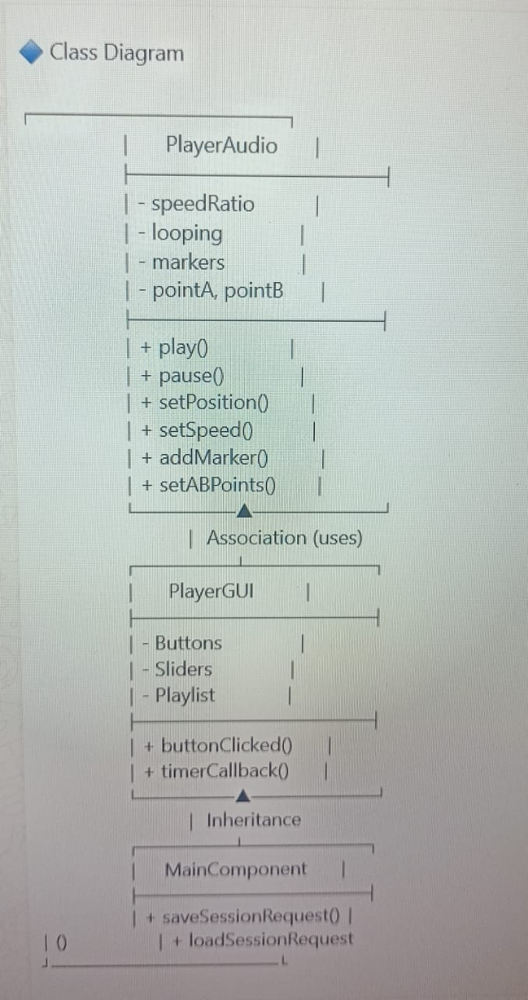 Class Diagram
PlayerAudio
- speedRatio
- looping
- markers
- pointA, pointB
+ play()
+ pause()
+ setPosition()
+ setSpeed()
+ addMarker()
+ setABPoints()
| Association (uses)
PlayerGUI
- Buttons
- Sliders
- Playlist
+ buttonClicked()
+ timerCallback()
| Inheritance
MainComponent
+ saveSessionRequest() |
| () | + loadSessionRequest